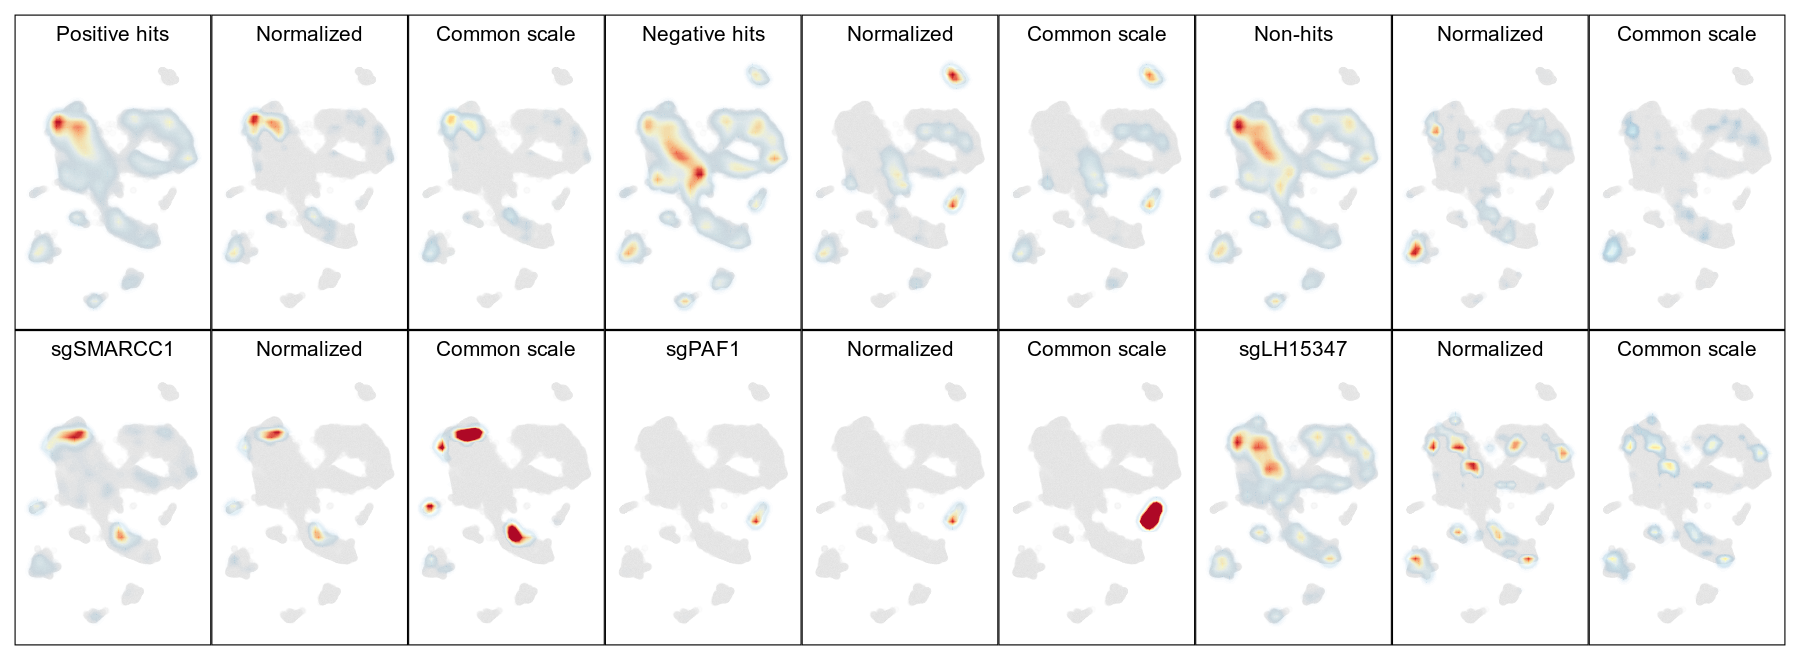 Positive hits
Normalized
Common scale
Negative hits
Normalized
Common scale
Non-hits
Normalized
Common scale
sgSMARCC1
Normalized
Common scale
sgPAF1
Normalized
Common scale
sgLH15347
Normalized
Common scale